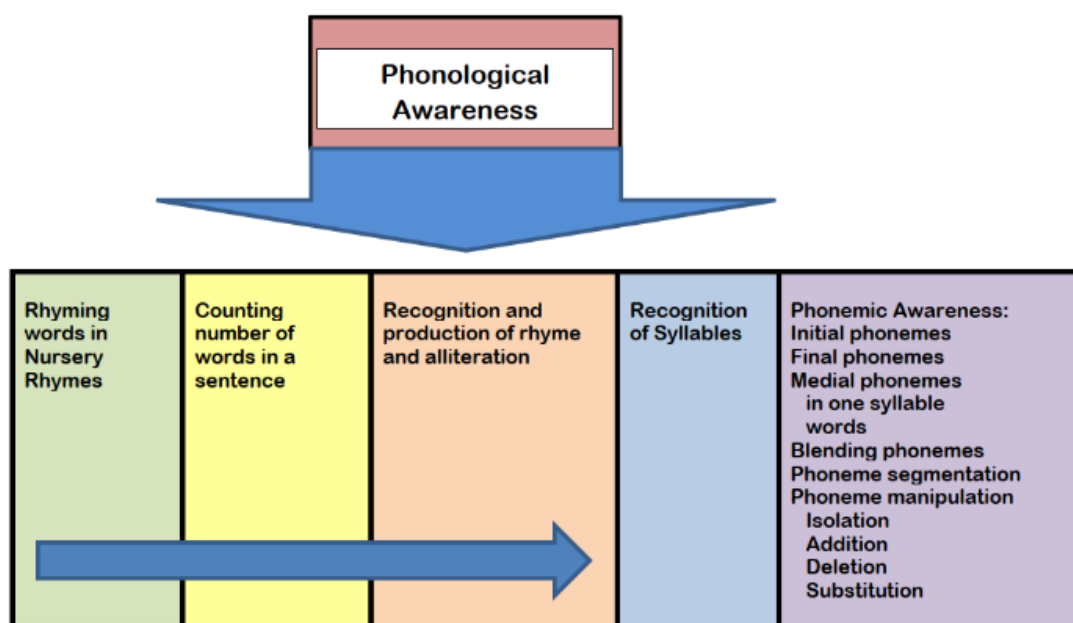 Phonological
Awareness
Rhyming
words in
Nursery
Rhymes
Counting
number of
words in a
sentence
Recognition and
production of rhyme
and alliteration
Recognition
of Syllables
Phonemic Awareness:
Initial phonemes
Final phonemes
Medial phonemes
in one syllable
words
Blending phonemes
Phoneme segmentation
Phoneme manipulation
Isolation
Addition
Deletion
Substitution